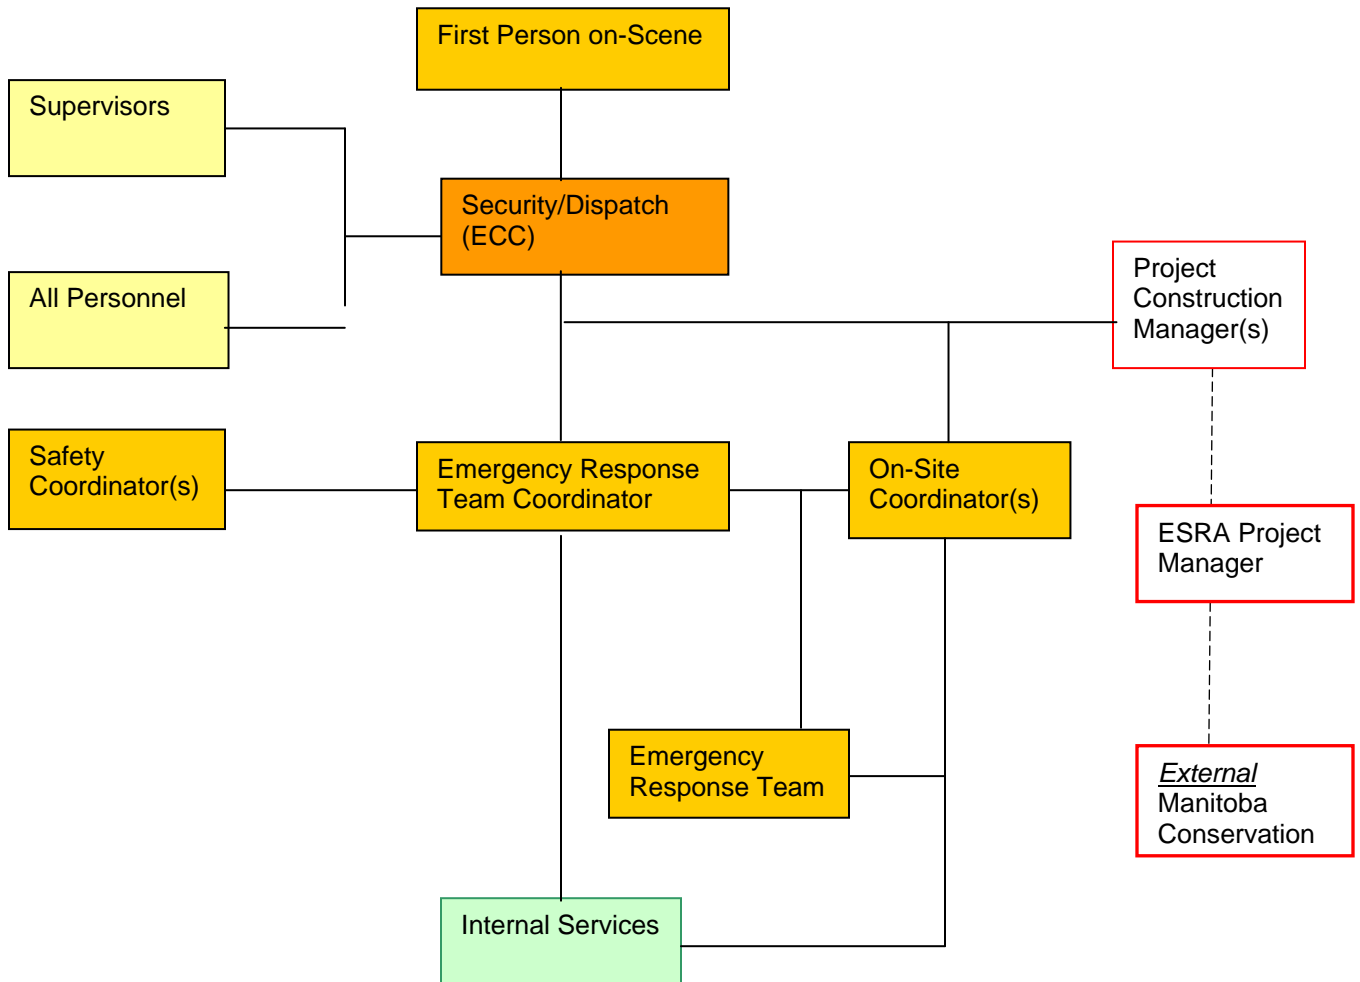 First Person on-Scene
Supervisors
Security/Dispatch
(ECC)
All Personnel
Project
Construction
Manager(s)
Safety
Coordinator(s)
Emergency Response
Team Coordinator
On-Site
Coordinator(s)
ESRA Project
Manager
Emergency
Response Team
External
Manitoba
Conservation
Internal Services